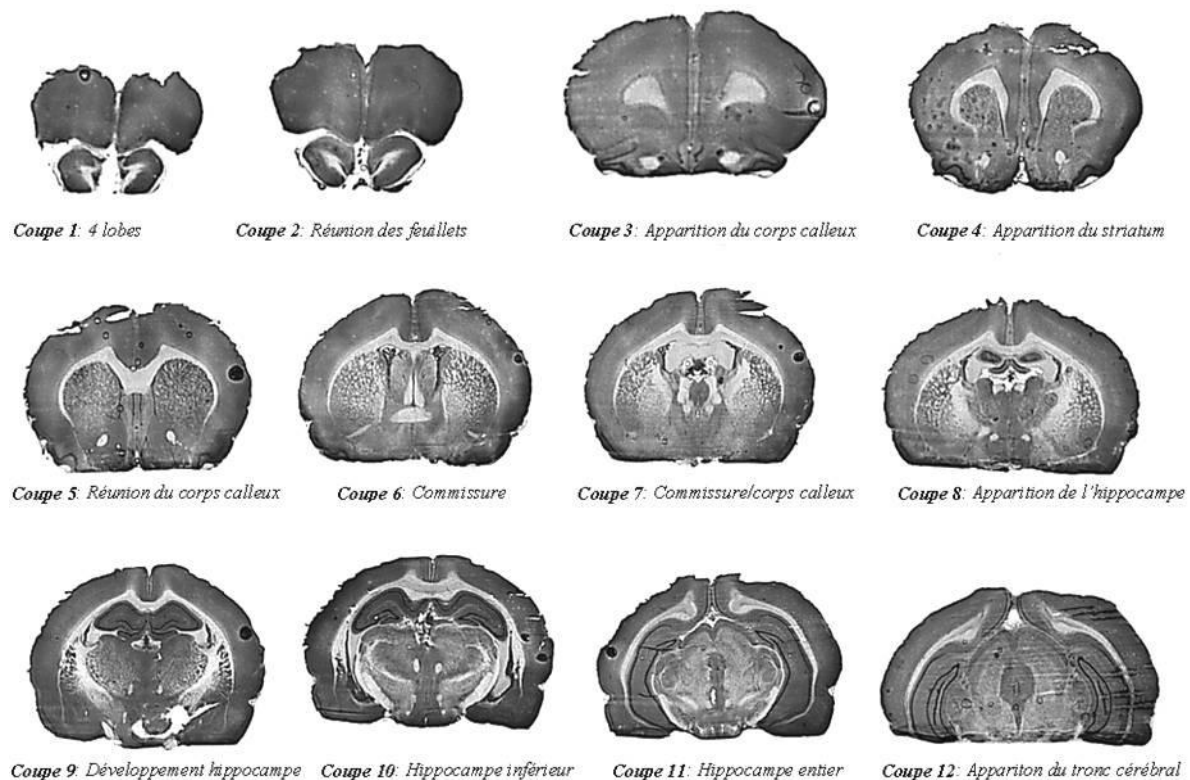 Coupe 1: 4 lobes
Coupe 2: Réunion des feuillets
Coupe 3: Apparition du corps calleux
Coupe 4: Apparition du striatum
Coupe 5: Réunion du corps calleux
Coupe 6: Commissure
Coupe 7: Commissure/corps calleux
Coupe 8: Apparition de l'hippocampe
Coupe 9: Développement hippocampe
Coupe 10: Hippocampe inférieur
Coupe 11: Hippocampe entier
Coupe 12: Appariton du tronc cérébral